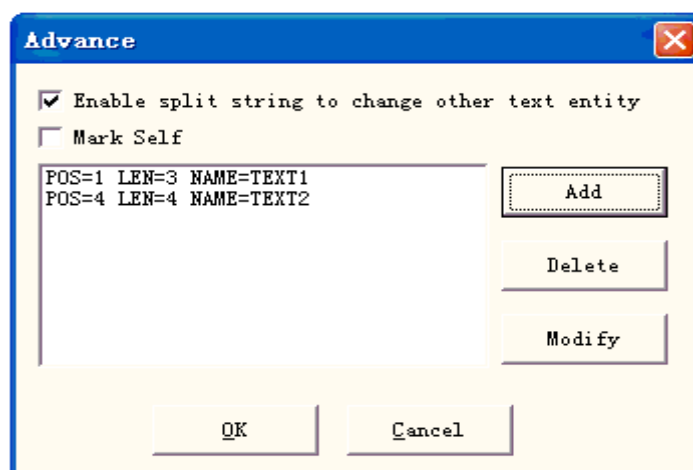 Advance
Enable split string to change other text entity
Mark Self
POS=1 LEN=3 NAME=TEXT1
POS=4 LEN=4 NAME=TEXT2
Add
Delete
Modify
OK
Cancel